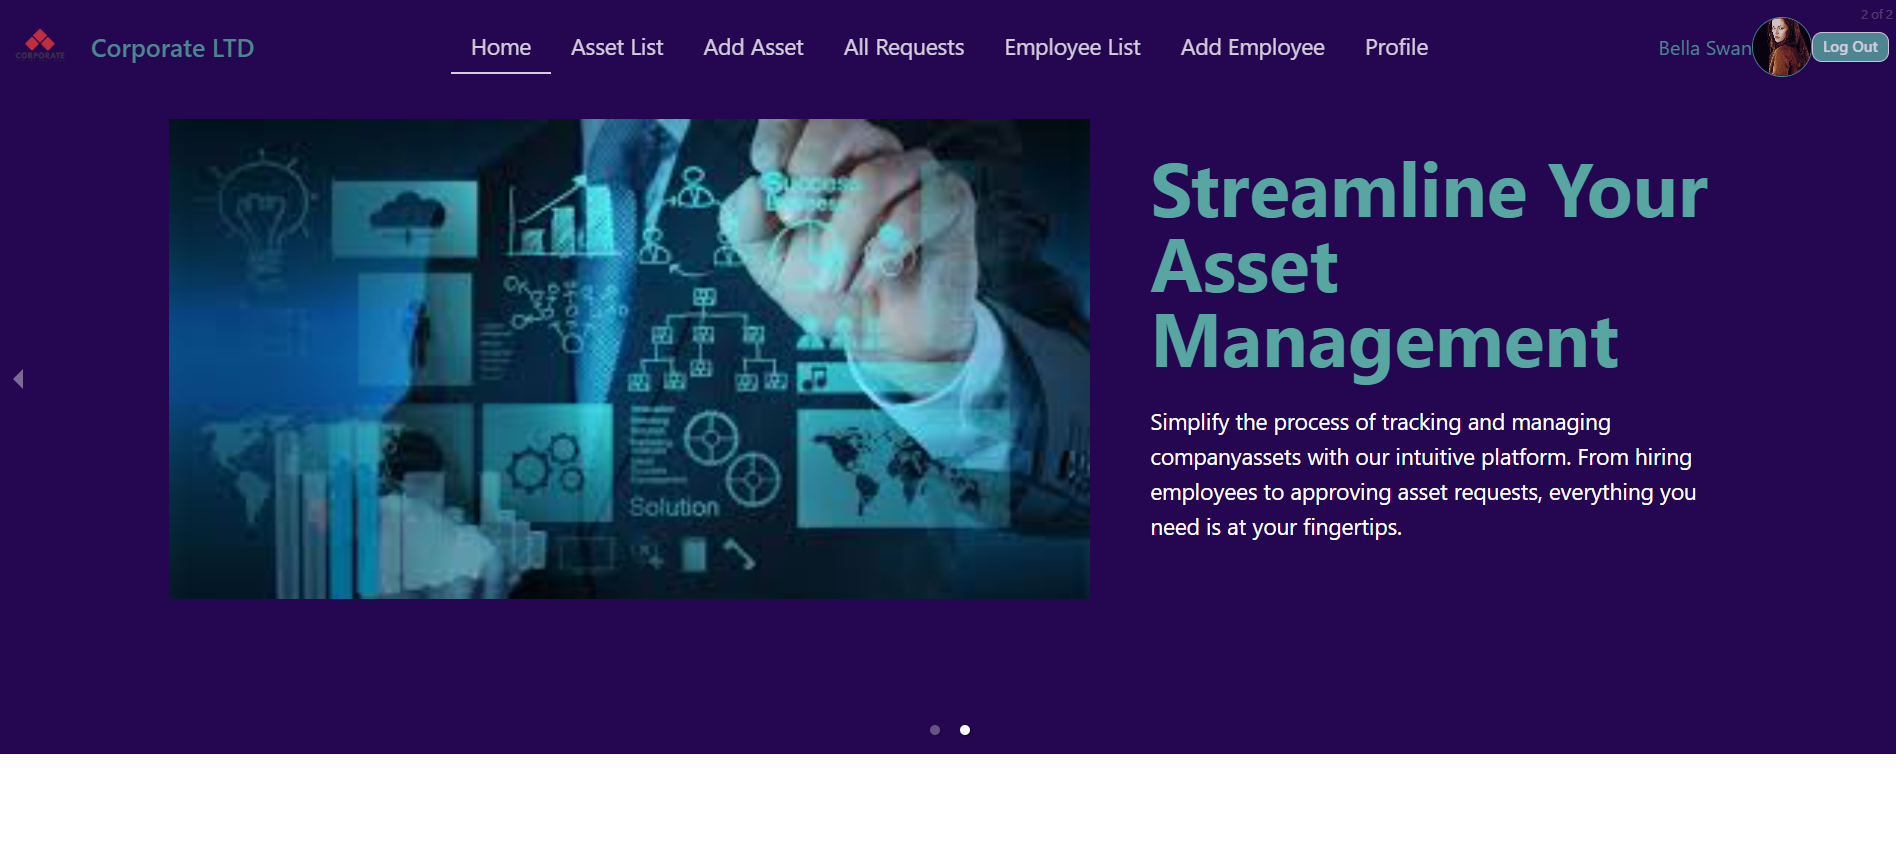 2 of 2
CORPORATE
Corporate LTD
Home
Asset List
Add Asset
All Requests
Employee List
Add Employee
Profile
Bella Swan
Log Out
Success
Business
Solution
Streamline Your
Asset
Management
Simplify the process of tracking and managing
companyassets with our intuitive platform. From hiring
employees to approving asset requests, everything you
need is at your fingertips.